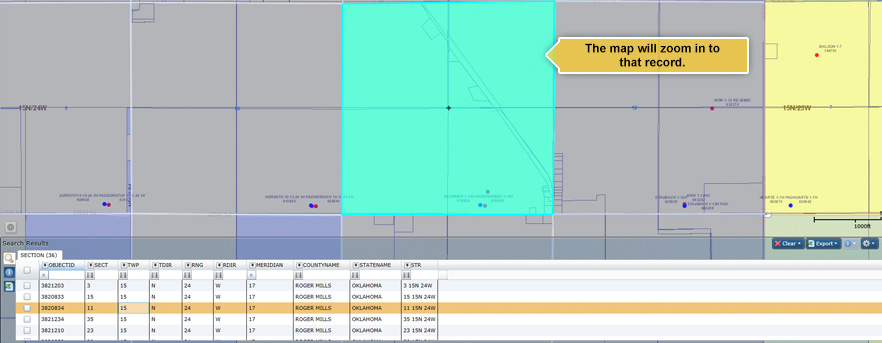 The map will zoom in to
that record.
15N/24W
9
12
15N/23W
7
1000ft
Search Results
Clear
Export
SECTION (36)
OBJECTID SECT TWP TDIR RNG RDIR MERIDIAN COUNTYNAME STATENAME STR
3821203 3 15 N 24 W 17 ROGER MILLS OKLAHOMA 3 15N 24W
3820833 15 15 N 24 W 17 ROGER MILLS OKLAHOMA 15 15N 24W
3820834 11 15 N 24 W 17 ROGER MILLS OKLAHOMA 11 15N 24W
3821234 35 15 N 24 W 17 ROGER MILLS OKLAHOMA 35 15N 24W
3821210 23 15 N 24 W 17 ROGER MILLS OKLAHOMA 23 15N 24W